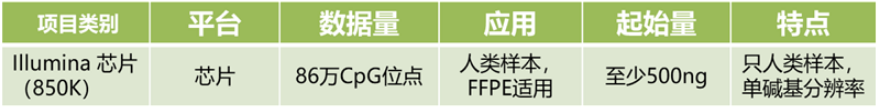 项目类别 平台 数据量 应用 起始量 特点
Illumina 芯片 人类样本, 只人类样本,
芯片 86万CpG位点 至少500ng
(850K) FFPE适用 单碱基分辨率